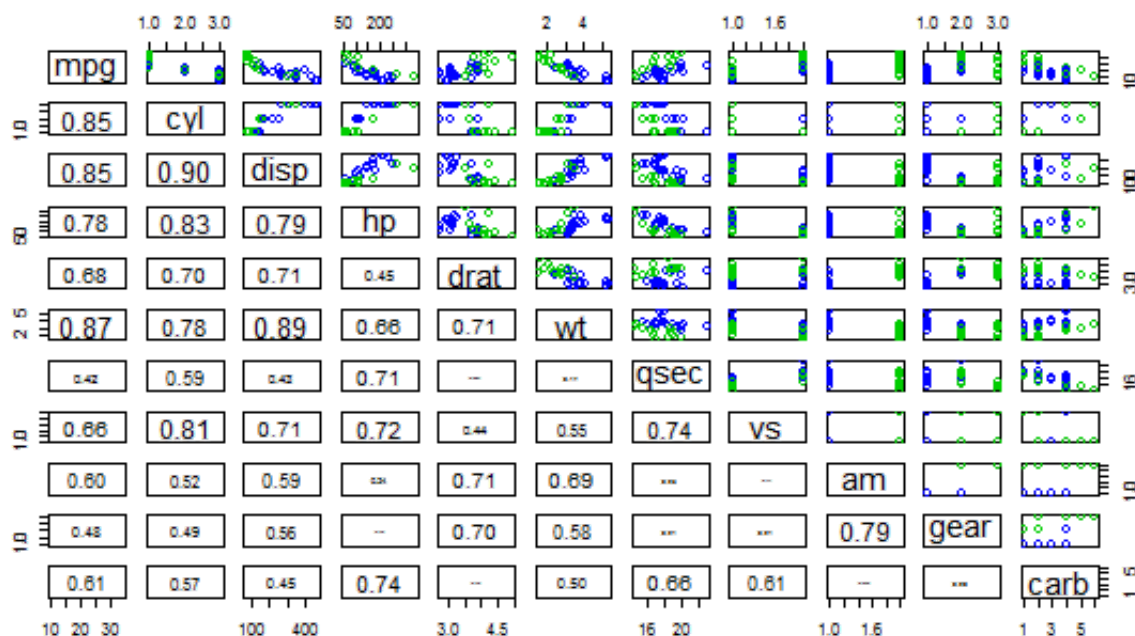 1.0 2.0 3.0 2 4 1.0 1.6 1.0 2.0 3.0
50 200
mpg 10
1.0 0.85 cyl
0.85 0.90 disp 100
50 0.78 0.83 0.79 hp
0.68 0.70 0.71 0.45 drat 3.0
2 5 0.87 0.78 0.89 0.66 0.71 wt
0.42 0.59 0.43 0.71 qsec 16
1.0 0.66 0.81 0.71 0.72 0.44 0.55 0.74 vs
0.60 0.52 0.59 0.24 0.71 0.69 am 1.0
1.0 0.48 0.49 0.56 0.70 0.58 0.79 gear
0.61 0.57 0.45 0.74 0.50 0.66 0.61 carb 1 5
10 20 30 100 400 3.0 4.5 16 20 1.0 1.6 1 3 5